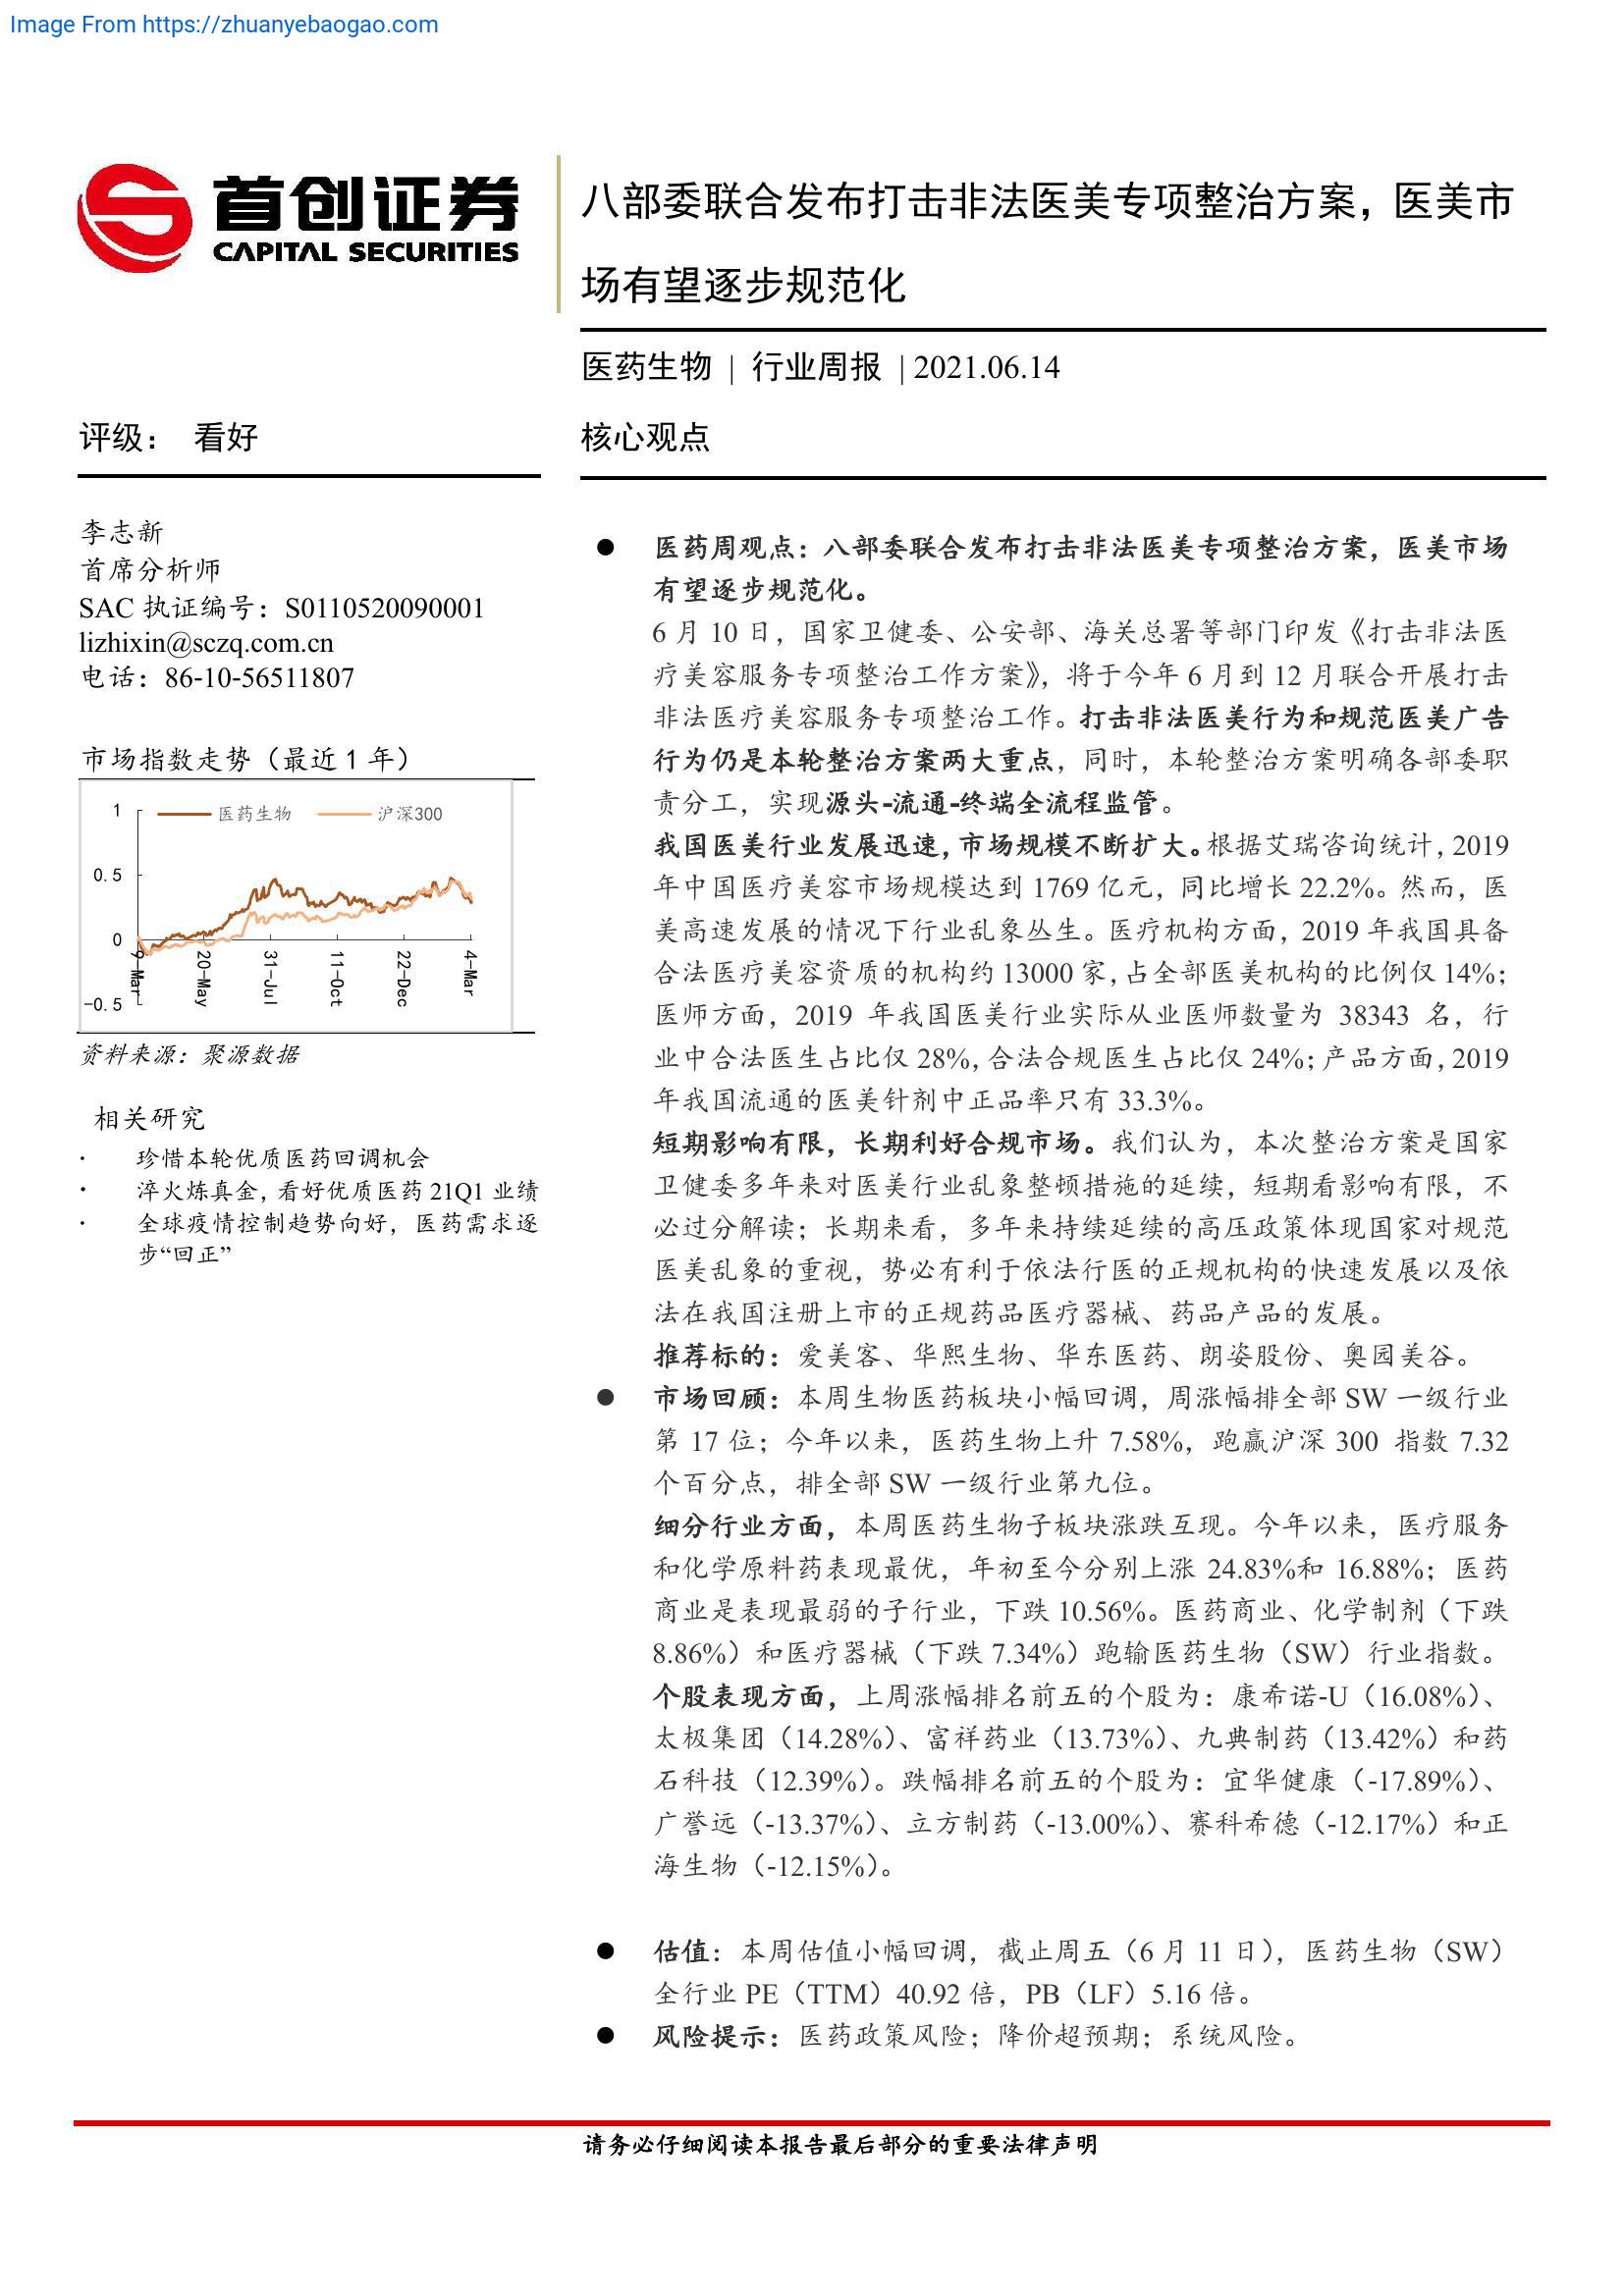 Image From https://zhuanyebaogao.com
首创证券
CAPITAL SECURITIES
八部委联合发布打击非法医美专项整治方案，医美市
场有望逐步规范化
医药生物 | 行业周报 | 2021.06.14
评级： 看好
核心观点
李志新
首席分析师
SAC 执证编号：S0110520090001
lizhixin@sczq.com.cn
电话：86-10-56511807
市场指数走势（最近 1 年）
医药生物 沪深300
1
0.5
0
-0.5
9-Mar
20-May
31-Jul
11-Oct
22-Dec
4-Mar
资料来源：聚源数据
相关研究
· 珍惜本轮优质医药回调机会
· 淬火炼真金，看好优质医药 21Q1 业绩
· 全球疫情控制趋势向好，医药需求逐
步“回正”
● 医药周观点：八部委联合发布打击非法医美专项整治方案，医美市场
有望逐步规范化。
6 月 10 日，国家卫健委、公安部、海关总署等部门印发《打击非法医
疗美容服务专项整治工作方案》，将于今年 6 月到 12 月联合开展打击
非法医疗美容服务专项整治工作。打击非法医美行为和规范医美广告
行为仍是本轮整治方案两大重点，同时，本轮整治方案明确各部委职
责分工，实现源头-流通-终端全流程监管。
我国医美行业发展迅速，市场规模不断扩大。根据艾瑞咨询统计，2019
年中国医疗美容市场规模达到 1769 亿元，同比增长 22.2%。然而，医
美高速发展的情况下行业乱象丛生。医疗机构方面，2019 年我国具备
合法医疗美容资质的机构约 13000 家，占全部医美机构的比例仅 14%；
医师方面，2019 年我国医美行业实际从业医师数量为 38343 名，行
业中合法医生占比仅 28%，合法合规医生占比仅 24%；产品方面，2019
年我国流通的医美针剂中正品率只有 33.3%。
短期影响有限，长期利好合规市场。我们认为，本次整治方案是国家
卫健委多年来对医美行业乱象整顿措施的延续，短期看影响有限，不
必过分解读；长期来看，多年来持续延续的高压政策体现国家对规范
医美乱象的重视，势必有利于依法行医的正规机构的快速发展以及依
法在我国注册上市的正规药品医疗器械、药品产品的发展。
推荐标的：爱美客、华熙生物、华东医药、朗姿股份、奥园美谷。
● 市场回顾：本周生物医药板块小幅回调，周涨幅排全部 SW 一级行业
第 17 位；今年以来，医药生物上升 7.58%，跑赢沪深 300 指数 7.32
个百分点，排全部 SW 一级行业第九位。
细分行业方面，本周医药生物子板块涨跌互现。今年以来，医疗服务
和化学原料药表现最优，年初至今分别上涨 24.83%和 16.88%；医药
商业是表现最弱的子行业，下跌 10.56%。医药商业、化学制剂（下跌
8.86%）和医疗器械（下跌 7.34%）跑输医药生物（SW）行业指数。
个股表现方面，上周涨幅排名前五的个股为：康希诺-U（16.08%）、
太极集团（14.28%）、富祥药业（13.73%）、九典制药（13.42%）和药
石科技（12.39%）。跌幅排名前五的个股为：宜华健康（-17.89%）、
广誉远（-13.37%）、立方制药（-13.00%）、赛科希德（-12.17%）和正
海生物（-12.15%）。
● 估值：本周估值小幅回调，截止周五（6 月 11 日），医药生物（SW）
全行业 PE（TTM）40.92 倍，PB（LF）5.16 倍。
● 风险提示：医药政策风险；降价超预期；系统风险。
请务必仔细阅读本报告最后部分的重要法律声明